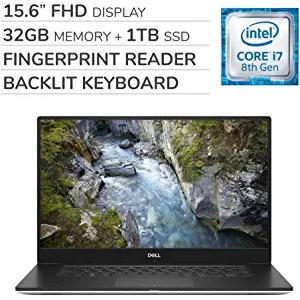 15.6” FHD DISPLAY
32GB MEMORY + 1TB SSD
FINGERPRINT READER
BACKLIT KEYBOARD
intel
CORE i7
8th Gen
DELL